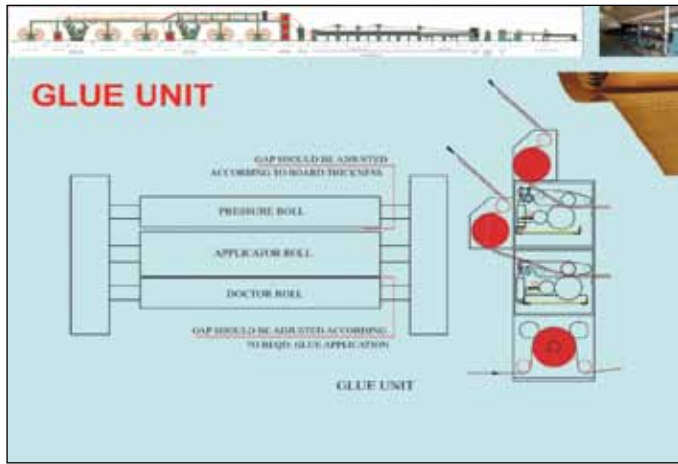 GLUE UNIT
GAP SHOULD BE ADJUSTED
ACCORDING TO BOARD THICKNESS
PRESSURE ROLL
APPLICATOR ROLL
DOCTOR ROLL
GAP SHOULD BE ADJUSTED ACCORDING
TO REQD. GLUE APPLICATION
GLUE UNIT